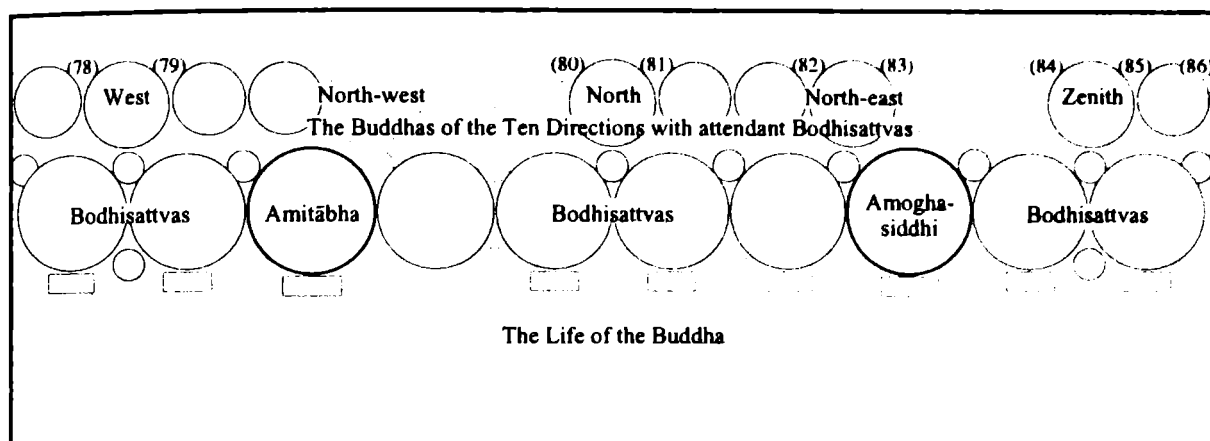 (78) (79) (80) (81) (82) (83) (84) (85) (86)
West North-west North North-east Zenith
The Buddhas of the Ten Directions with attendant Bodhisattvas
Bodhisattvas Amitābha Bodhisattvas Amogha-
siddhi Bodhisattvas
The Life of the Buddha